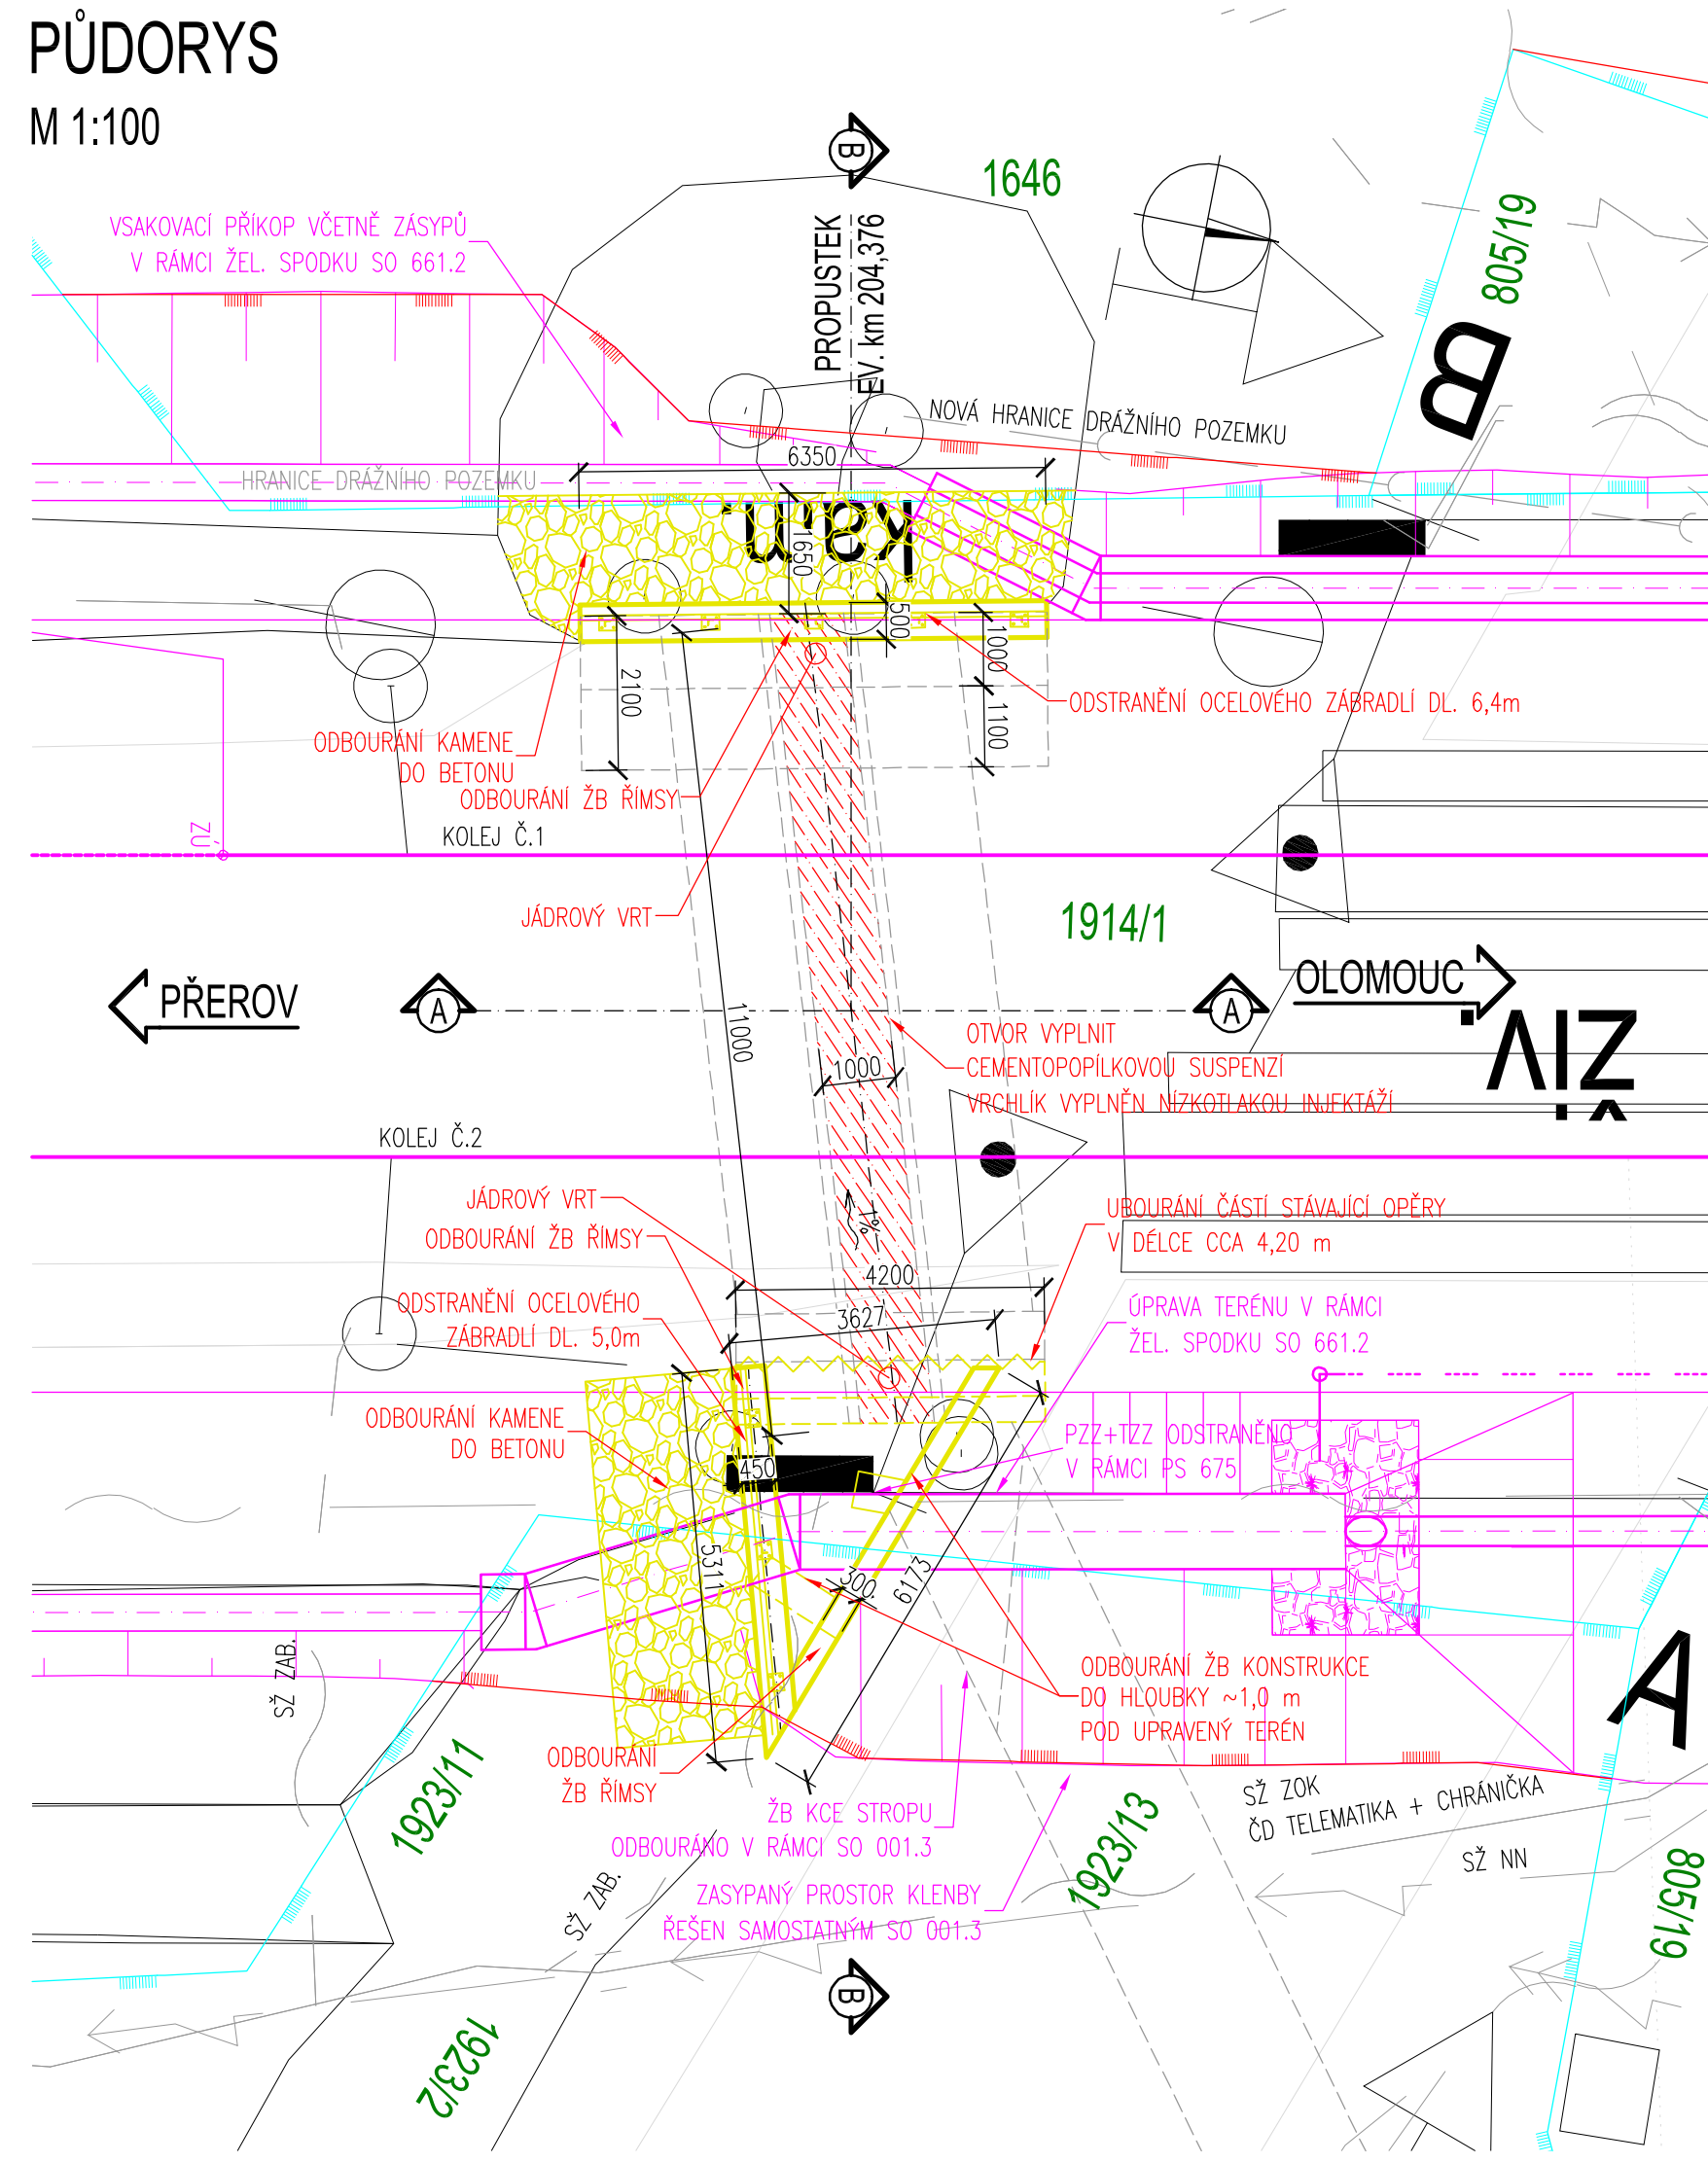 PŮDORYS
M 1:100
B
1646
805/19
B
VSAKOVACÍ PŘÍKOP VČETNĚ ZÁSYPŮ
V RÁMCI ŽEL. SPODKU SO 661.2
PROPUSTEK
EV. km 204,376
NOVÁ HRANICE DRÁŽNÍHO POZEMKU
6350
HRANICE DRÁŽNÍHO POZEMKU
1650
500
1000
2100
1100
ODSTRANĚNÍ OCELOVÉHO ZÁBRADLÍ DL. 6,4m
ODBOURÁNÍ KAMENE
DO BETONU
ODBOURÁNÍ ŽB ŘÍMSY
KOLEJ Č.1
ZÚ
JÁDROVÝ VRT
1914/1
PŘEROV
A
A
OLOMOUC
11000
OTVOR VYPLNIT
CEMENTOPOPÍLKOVOU SUSPENZÍ
VRCHLÍK VYPLNĚN NÍZKOTLAKOU INJEKTÁŽÍ
1000
živ.
KOLEJ Č.2
JÁDROVÝ VRT
ODBOURÁNÍ ŽB ŘÍMSY
1%
UBOURÁNÍ ČÁSTÍ STÁVAJÍCÍ OPĚRY
V DÉLCE CCA 4,20 m
4200
3627
ODSTRANĚNÍ OCELOVÉHO
ZÁBRADLÍ DL. 5,0m
ÚPRAVA TERÉNU V RÁMCI
ŽEL. SPODKU SO 661.2
ODBOURÁNÍ KAMENE
DO BETONU
PZZ+TZZ ODSTRANĚNO
V RÁMCI PS 675
450
5311
300
6173
SŽ ZAB.
ODBOURÁNÍ ŽB KONSTRUKCE
DO HLOUBKY ~1,0 m
POD UPRAVENÝ TERÉN
A
ODBOURÁNÍ
ŽB ŘÍMSY
1923/11
ŽB KCE STROPU
ODBOURÁNO V RÁMCI SO 001.3
1923/13
SŽ ZOK
ČD TELEMATIKA + CHRÁNIČKA
SŽ NN
805/19
ZASYPANÝ PROSTOR KLENBY
ŘEŠEN SAMOSTATNÝM SO 001.3
SŽ ZAB.
B
1923/2